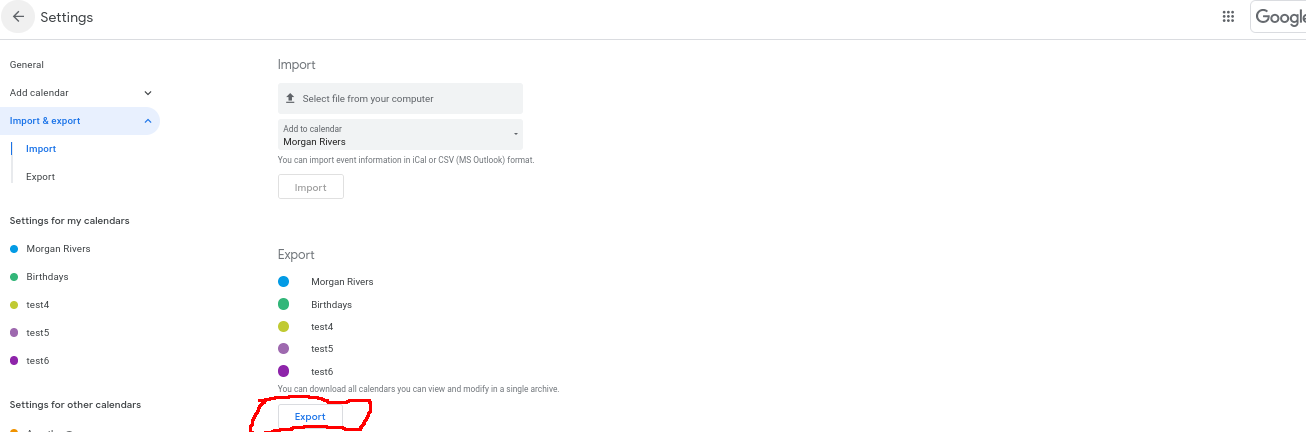 Settings
Google
General
Add calendar
Import & export
Import
Export
Settings for my calendars
Morgan Rivers
Birthdays
test4
test5
test6
Settings for other calendars
Import
Select file from your computer
Add to calendar
Morgan Rivers
You can import event information in iCal or CSV (MS Outlook) format.
Import
Export
Morgan Rivers
Birthdays
test4
test5
test6
You can download all calendars you can view and modify in a single archive.
Export